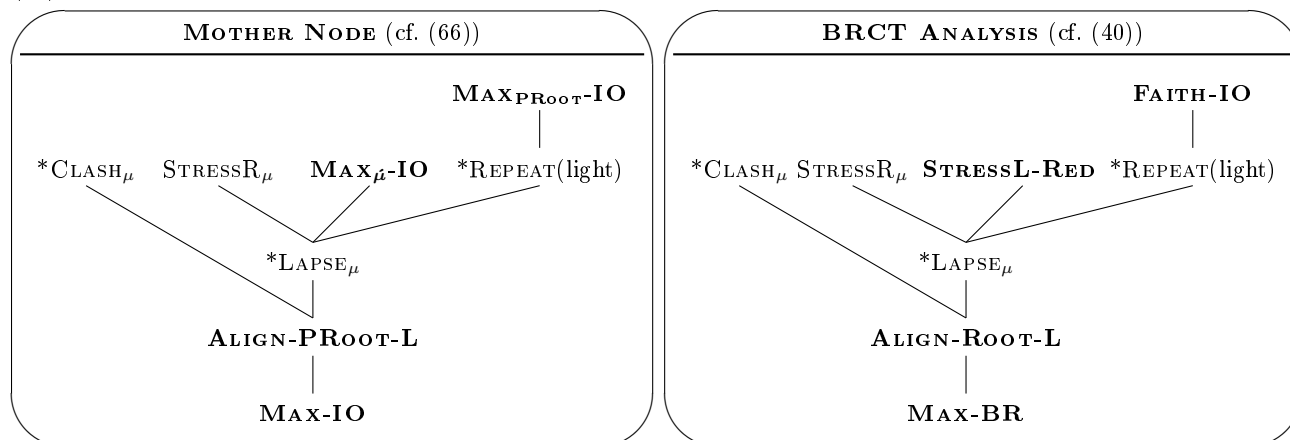 MOTHER NODE (cf. (66))
MAX_PROOT-IO
*CLASH_μ STRESSR_μ MAX_μ́-IO *REPEAT(light)
*LAPSE_μ
ALIGN-PROOT-L
MAX-IO
BRCT ANALYSIS (cf. (40))
FAITH-IO
*CLASH_μ STRESSR_μ STRESSL-RED *REPEAT(light)
*LAPSE_μ
ALIGN-ROOT-L
MAX-BR